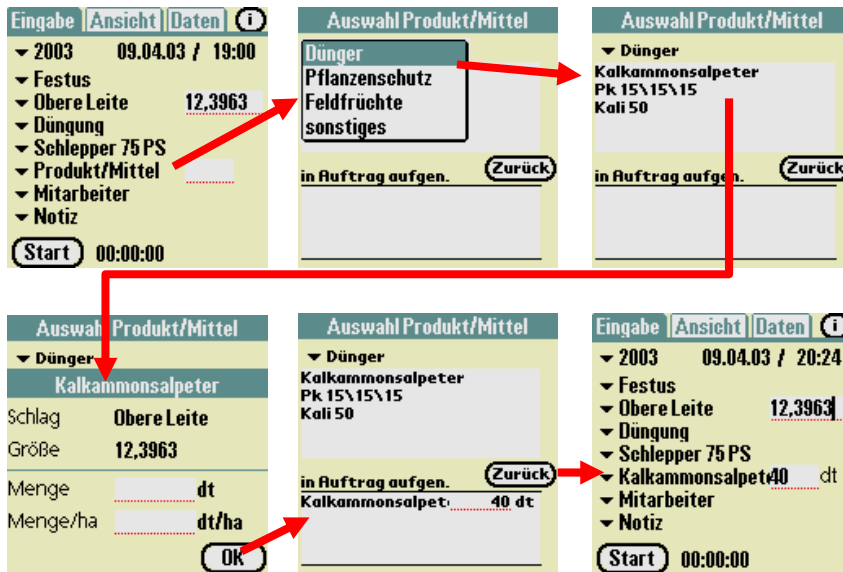 Eingabe Ansicht Daten i
2003 09.04.03 / 19:00
Festus
Obere Leite 12,3963
Düngung
Schlepper 75 PS
Produkt/Mittel
Mitarbeiter
Notiz
Start 00:00:00
Auswahl Produkt/Mittel
Dünger
Pflanzenschutz
Feldfrüchte
sonstiges
Zurück
in Auftrag aufgen.
Auswahl Produkt/Mittel
Dünger
Kalkammonsalpeter
Pk 15\15\15
Kali 50
Zurück
in Auftrag aufgen.
Auswahl Produkt/Mittel
Dünger
Kalkammonsalpeter
Schlag Obere Leite
Größe 12,3963
Menge dt
Menge/ha dt/ha
OK
Auswahl Produkt/Mittel
Dünger
Kalkammonsalpeter
Pk 15\15\15
Kali 50
Zurück
in Auftrag aufgen.
Kalkammonsalpet 40 dt
Eingabe Ansicht Daten i
2003 09.04.03 / 20:24
Festus
Obere Leite 12,3963
Düngung
Schlepper 75 PS
Kalkammonsalpet 40 dt
Mitarbeiter
Notiz
Start 00:00:00